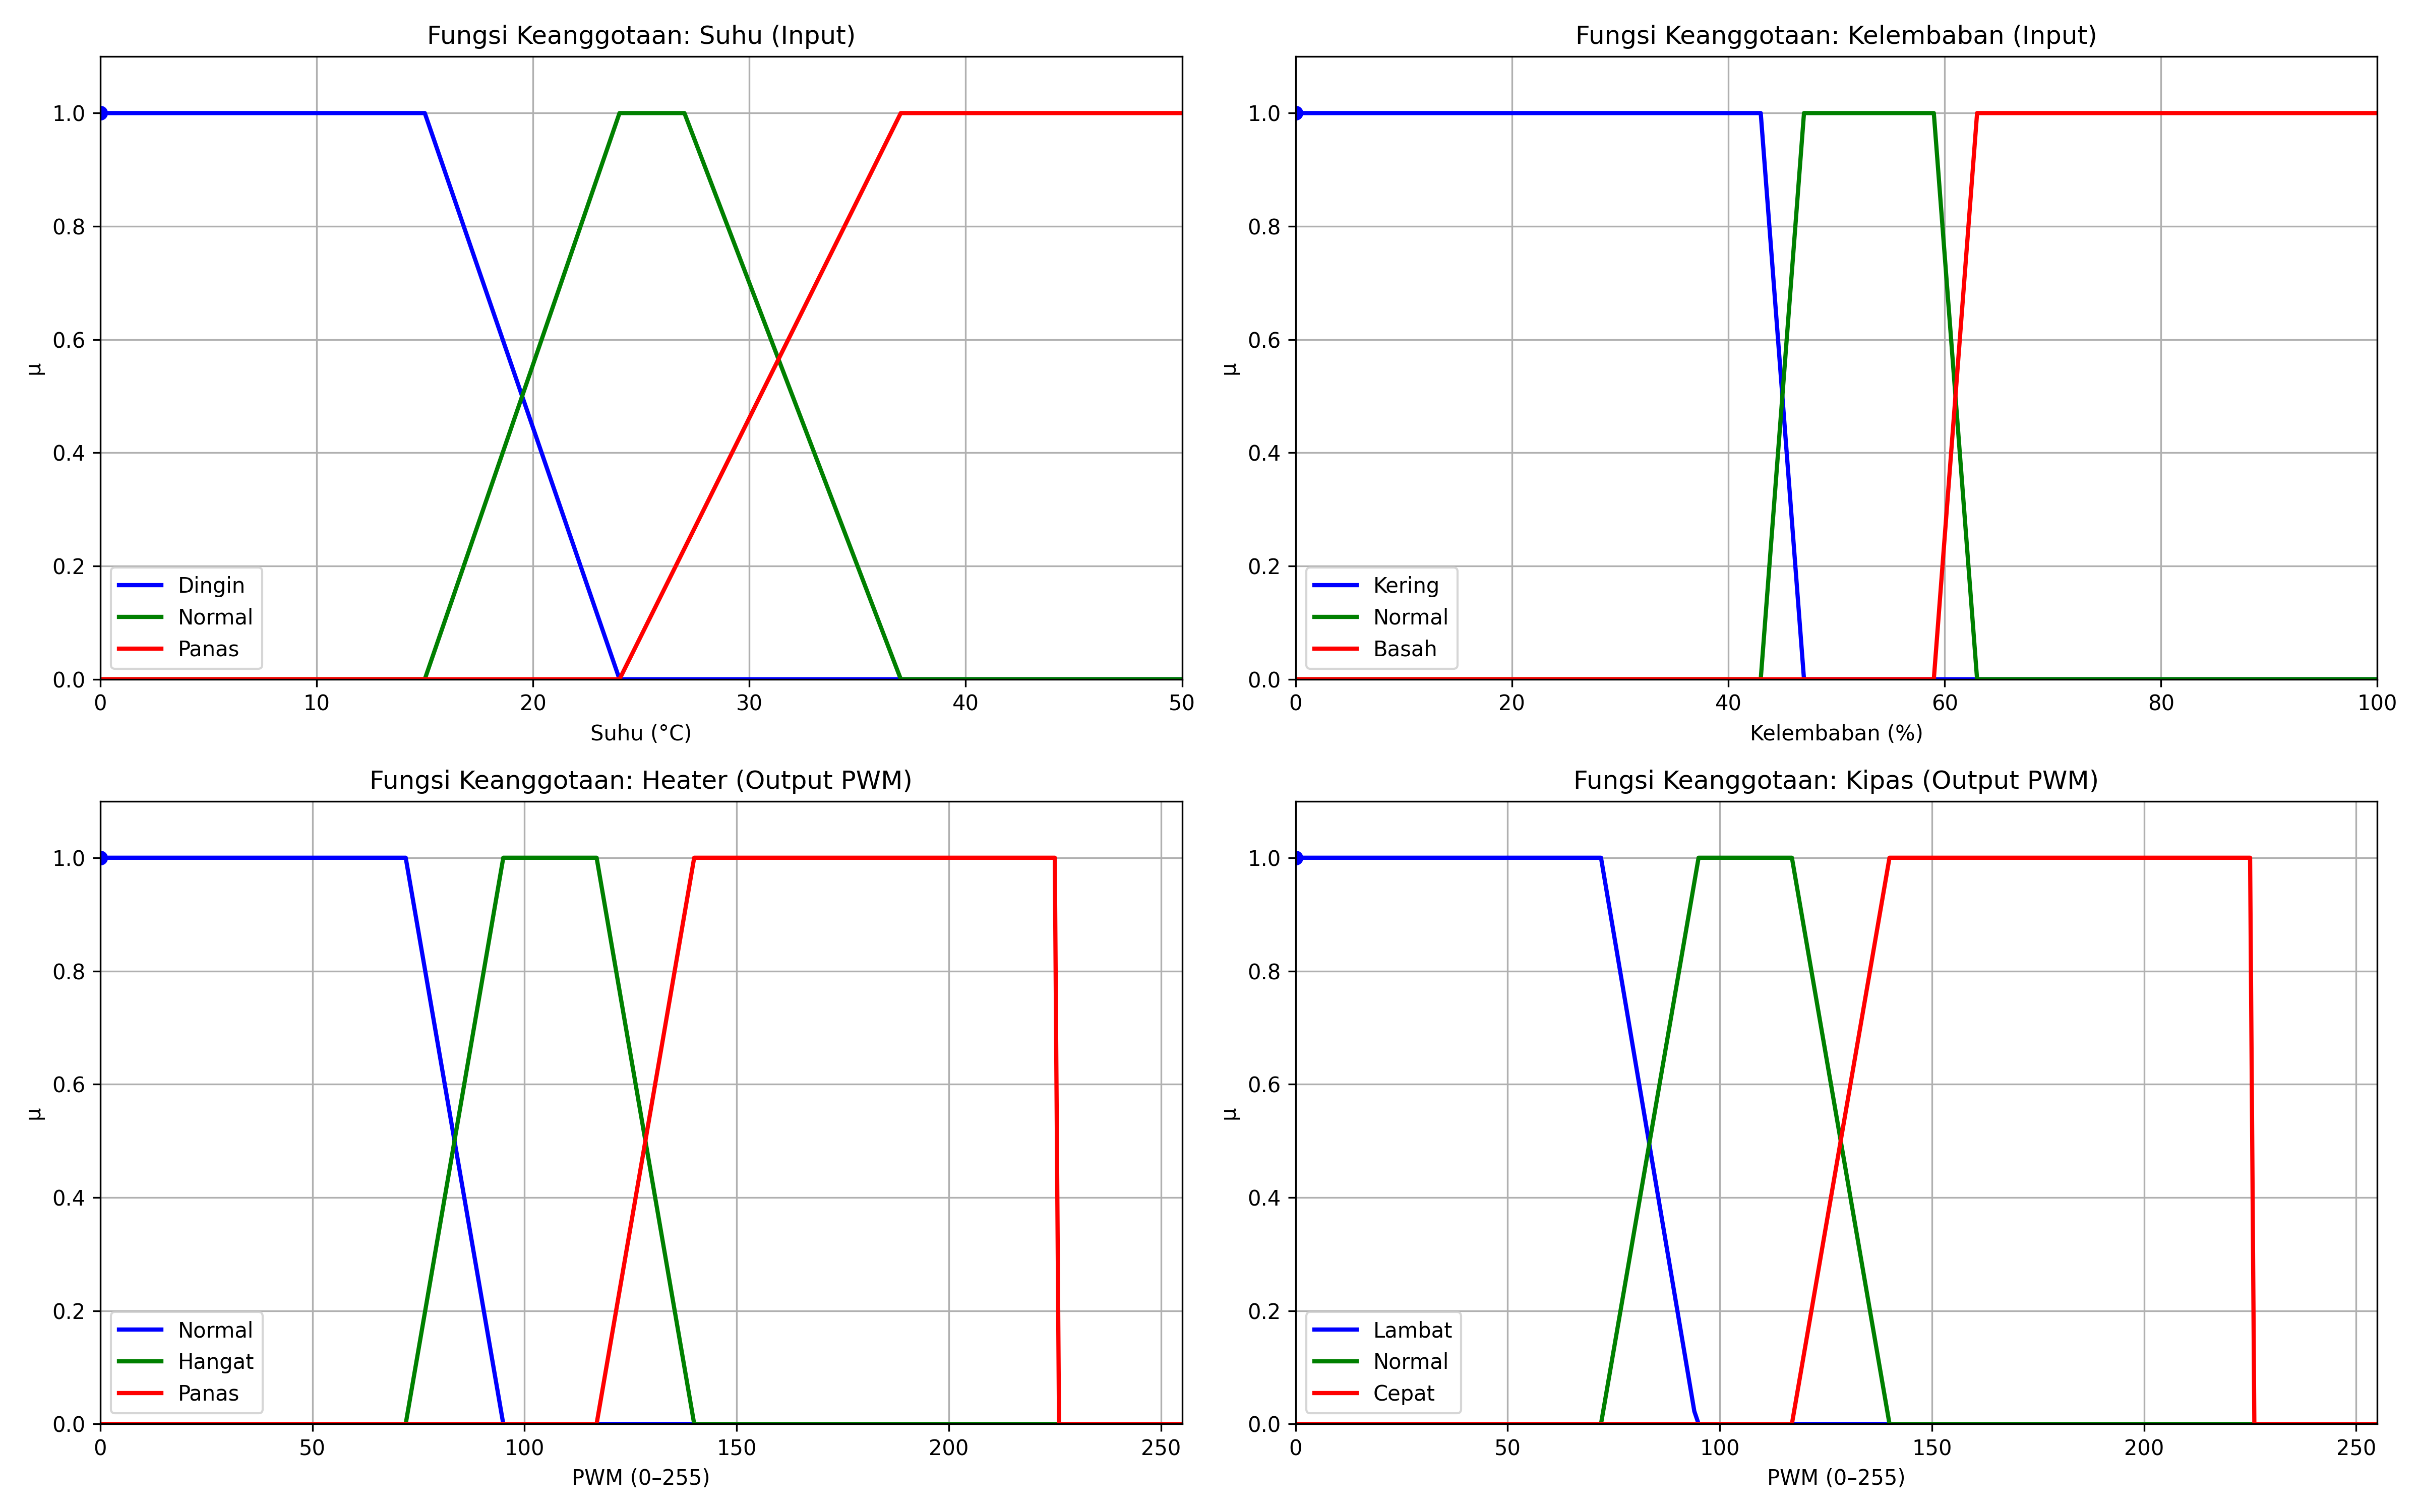 Fungsi Keanggotaan: Suhu (Input)
μ
1.0
0.8
0.6
0.4
0.2
0.0
Dingin
Normal
Panas
0 10 20 30 40 50
Suhu (°C)
Fungsi Keanggotaan: Kelembaban (Input)
μ
1.0
0.8
0.6
0.4
0.2
0.0
Kering
Normal
Basah
0 20 40 60 80 100
Kelembaban (%)
Fungsi Keanggotaan: Heater (Output PWM)
μ
1.0
0.8
0.6
0.4
0.2
0.0
Normal
Hangat
Panas
0 50 100 150 200 250
PWM (0–255)
Fungsi Keanggotaan: Kipas (Output PWM)
μ
1.0
0.8
0.6
0.4
0.2
0.0
Lambat
Normal
Cepat
0 50 100 150 200 250
PWM (0–255)